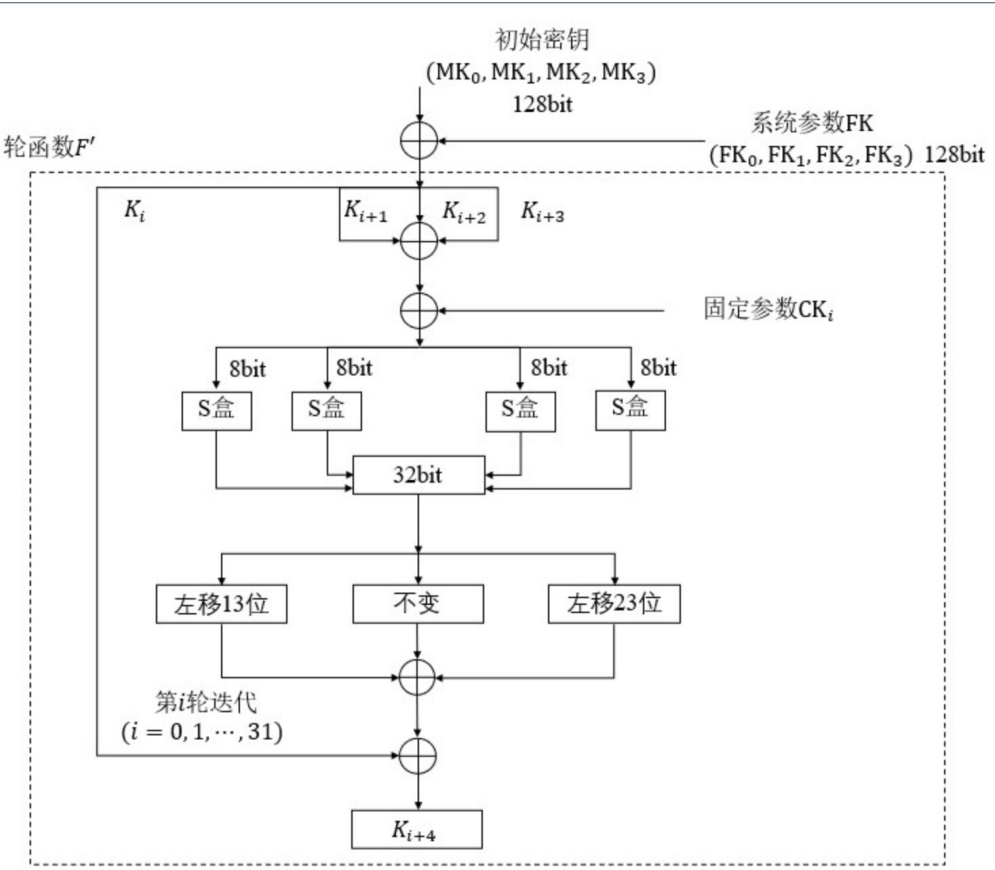 初始密钥
(MK₀, MK₁, MK₂, MK₃)
128bit
系统参数FK
(FK₀, FK₁, FK₂, FK₃) 128bit
轮函数F′
Kᵢ
Kᵢ₊₁
Kᵢ₊₂
Kᵢ₊₃
固定参数CKᵢ
8bit
8bit
8bit
8bit
S盒
S盒
S盒
S盒
32bit
左移13位
不变
左移23位
第i轮迭代
(i = 0, 1, ⋯, 31)
Kᵢ₊₄